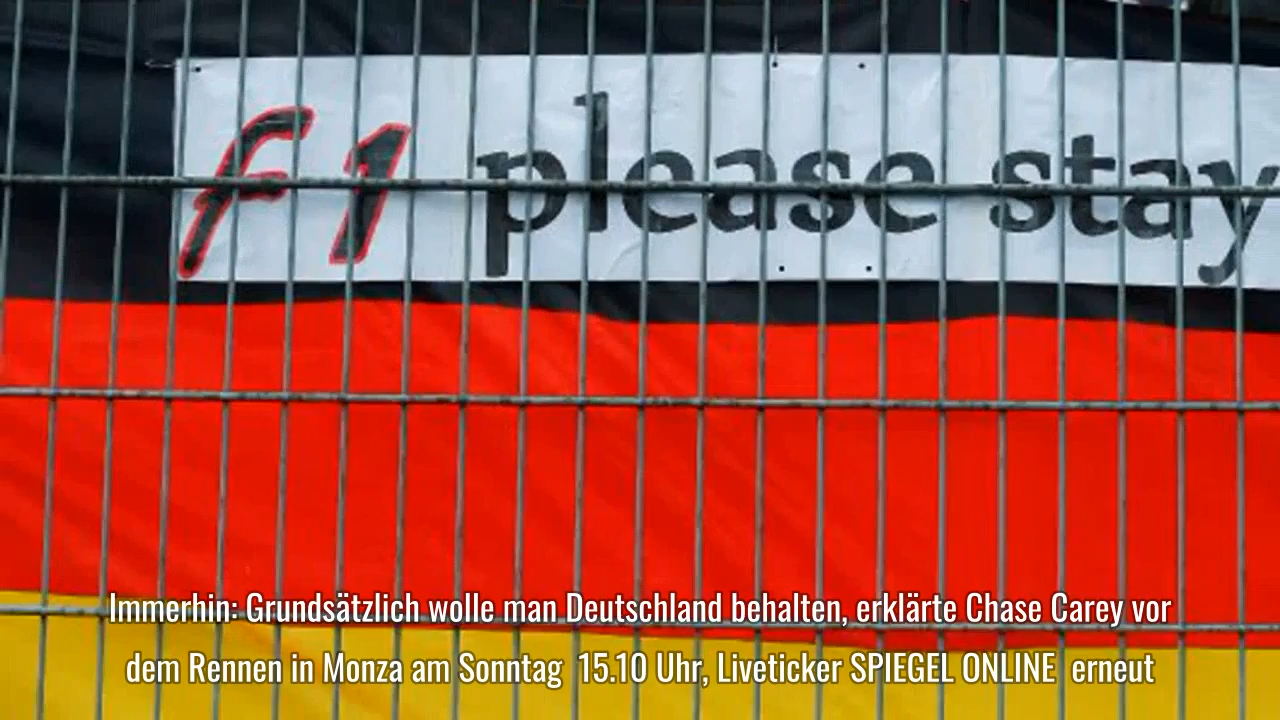 F1 please stay
Immerhin: Grundsätzlich wolle man Deutschland behalten, erklärte Chase Carey vor
dem Rennen in Monza am Sonntag 15.10 Uhr, Liveticker SPIEGEL ONLINE erneut